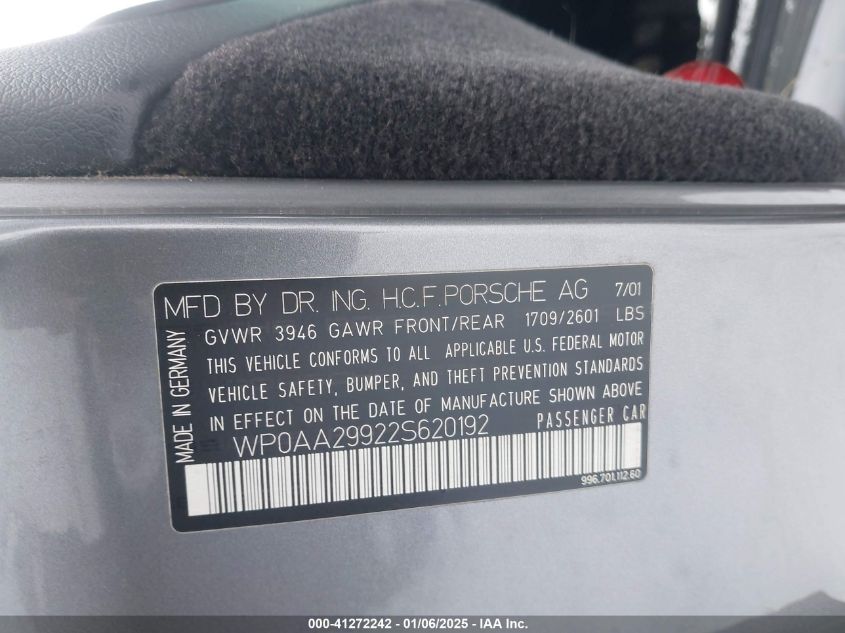 MFD BY DR. ING. H.C.F. PORSCHE AG 7/01
GVWR 3946 GAWR FRONT/REAR 1709/2601 LBS
THIS VEHICLE CONFORMS TO ALL APPLICABLE U.S. FEDERAL MOTOR
VEHICLE SAFETY, BUMPER, AND THEFT PREVENTION STANDARDS
IN EFFECT ON THE DATE OF MANUFACTURE SHOWN ABOVE
WP0AA29922S620192 PASSENGER CAR
MADE IN GERMANY
996.701.112.60
000-41272242 - 01/06/2025 - IAA Inc.